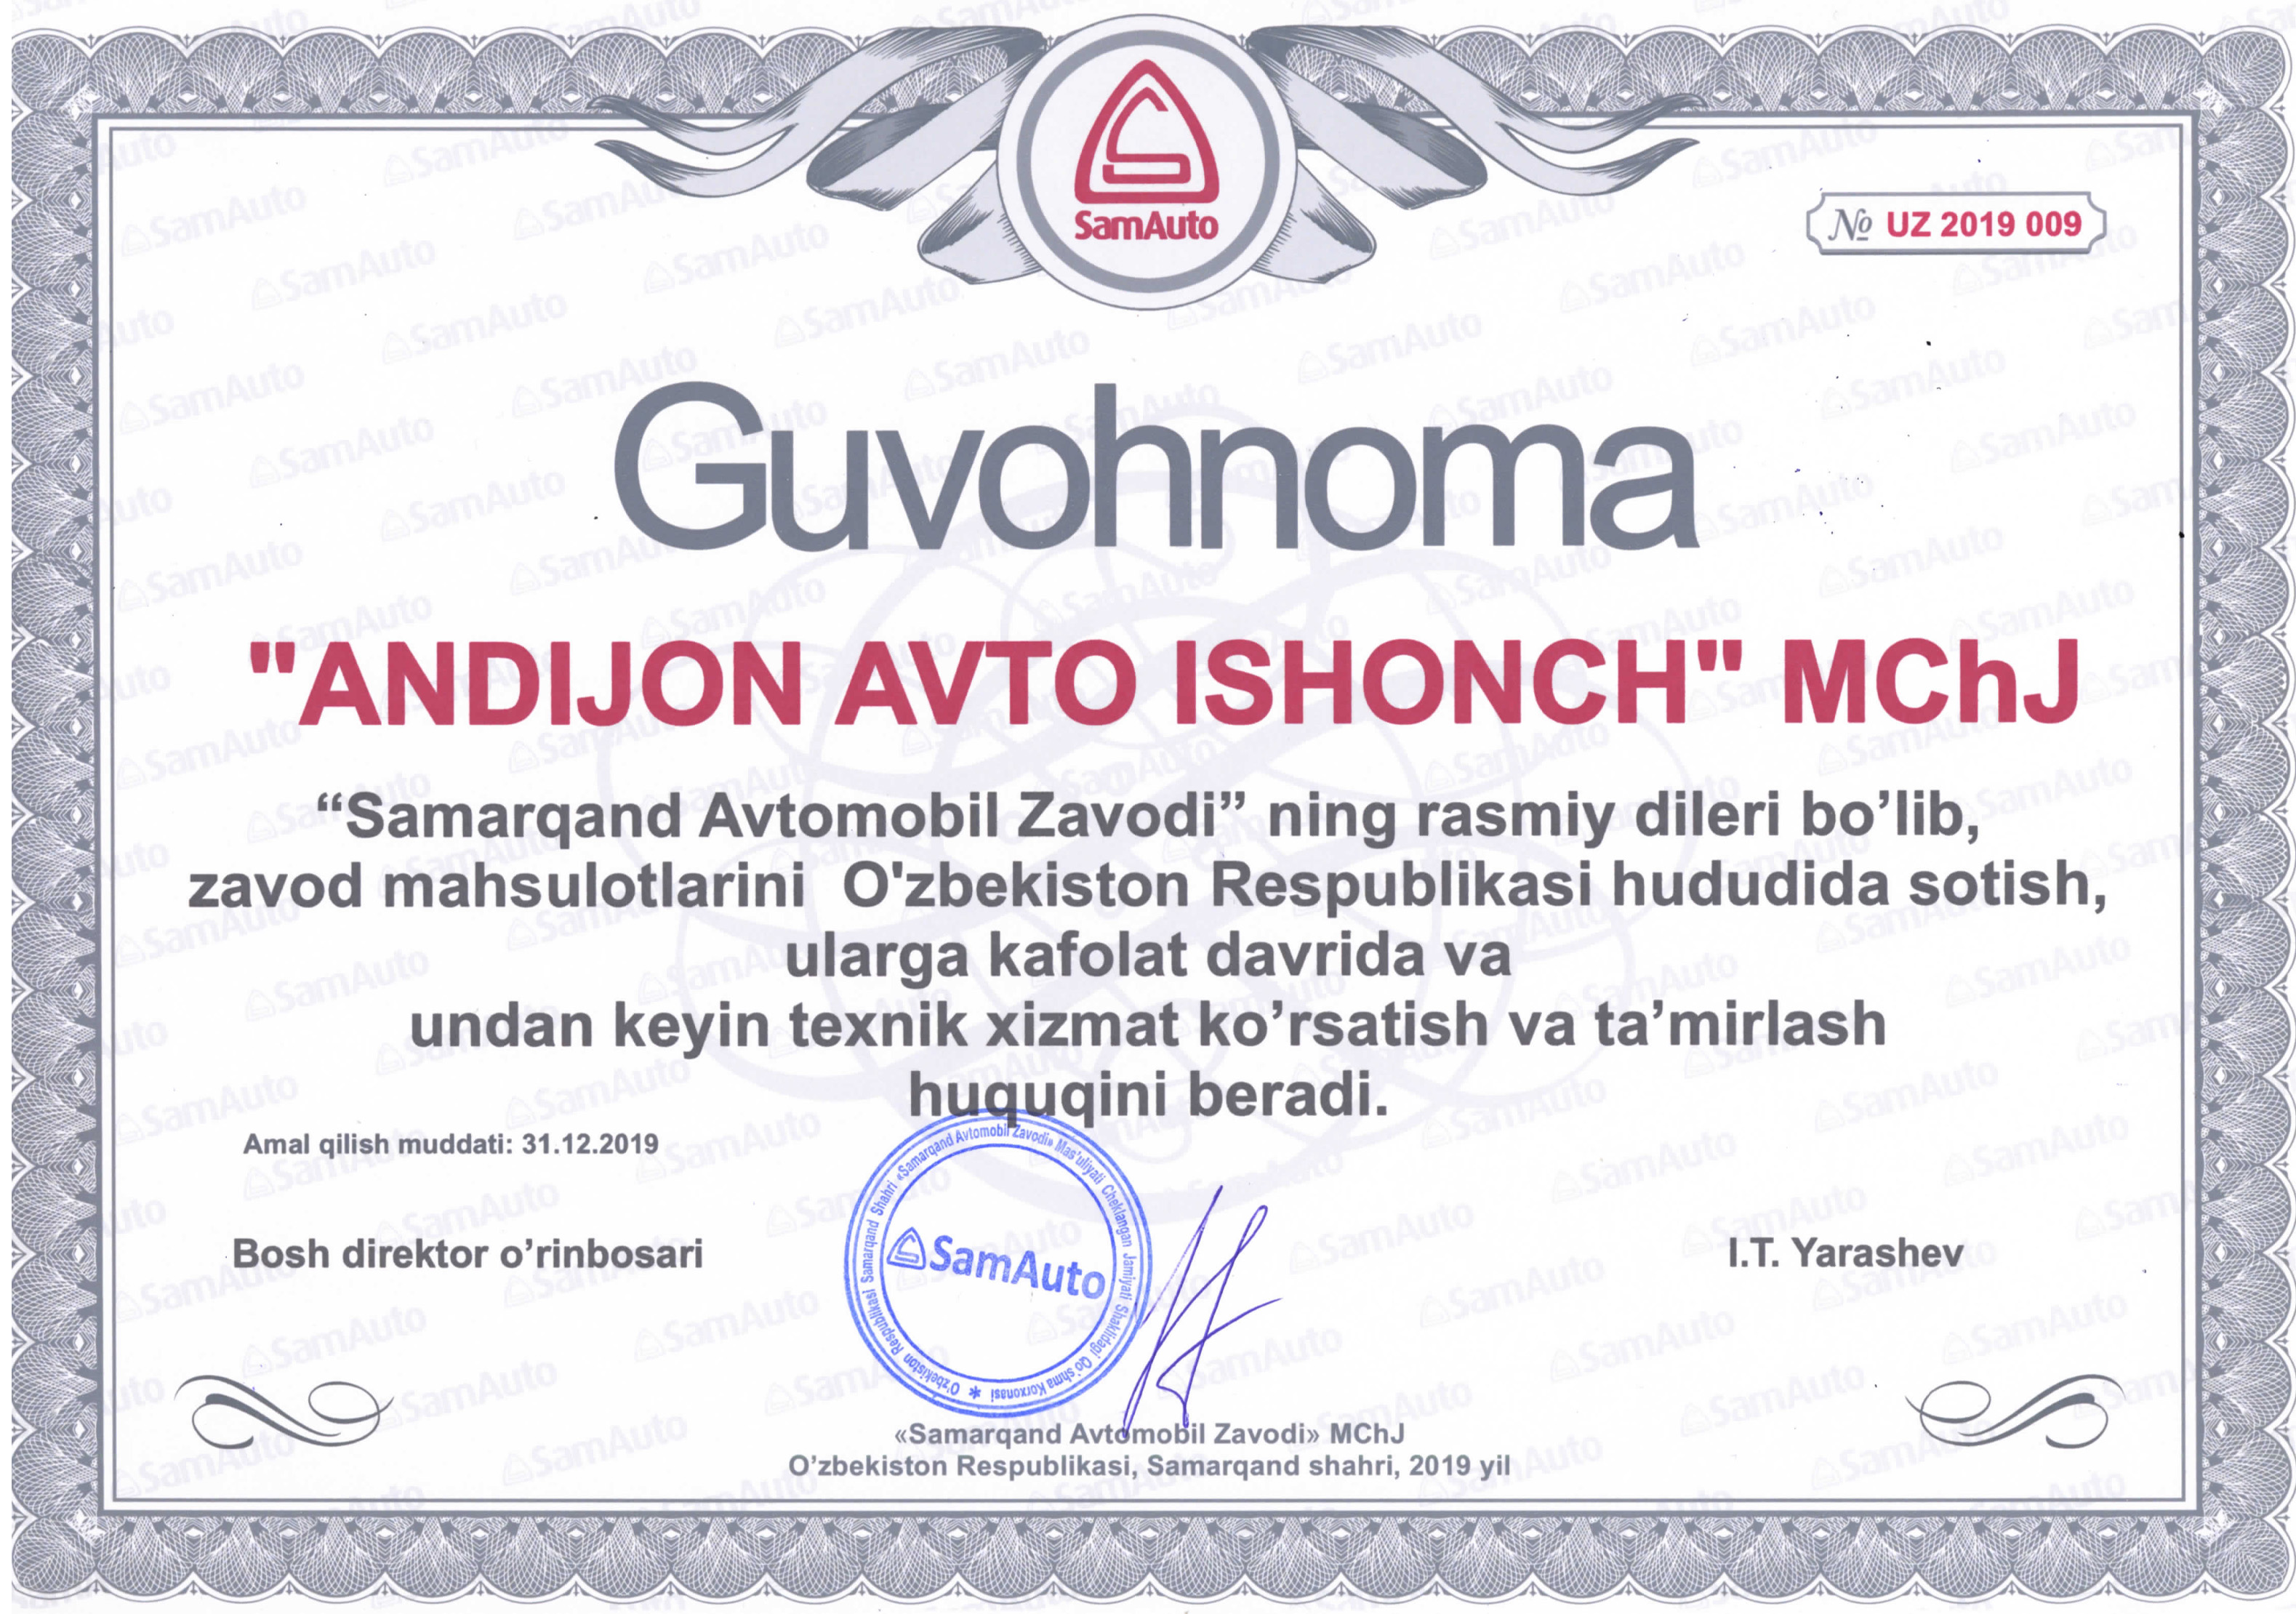 SamAuto
№ UZ 2019 009
Guvohnoma
"ANDIJON AVTO ISHONCH" MChJ
“Samarqand Avtomobil Zavodi” ning rasmiy dileri bo’lib,
zavod mahsulotlarini O'zbekiston Respublikasi hududida sotish,
ularga kafolat davrida va
undan keyin texnik xizmat ko’rsatish va ta’mirlash
huquqini beradi.
Amal qilish muddati: 31.12.2019
Bosh direktor o’rinbosari
O'zbekiston Respublikasi Samarqand Shahri «Samarqand Avtomobil Zavodi» Mas'uliyati Cheklangan Jamiyati Shaklidagi Qo'shma Korxonasi *
SamAuto
I.T. Yarashev
«Samarqand Avtomobil Zavodi» MChJ
O’zbekiston Respublikasi, Samarqand shahri, 2019 yil